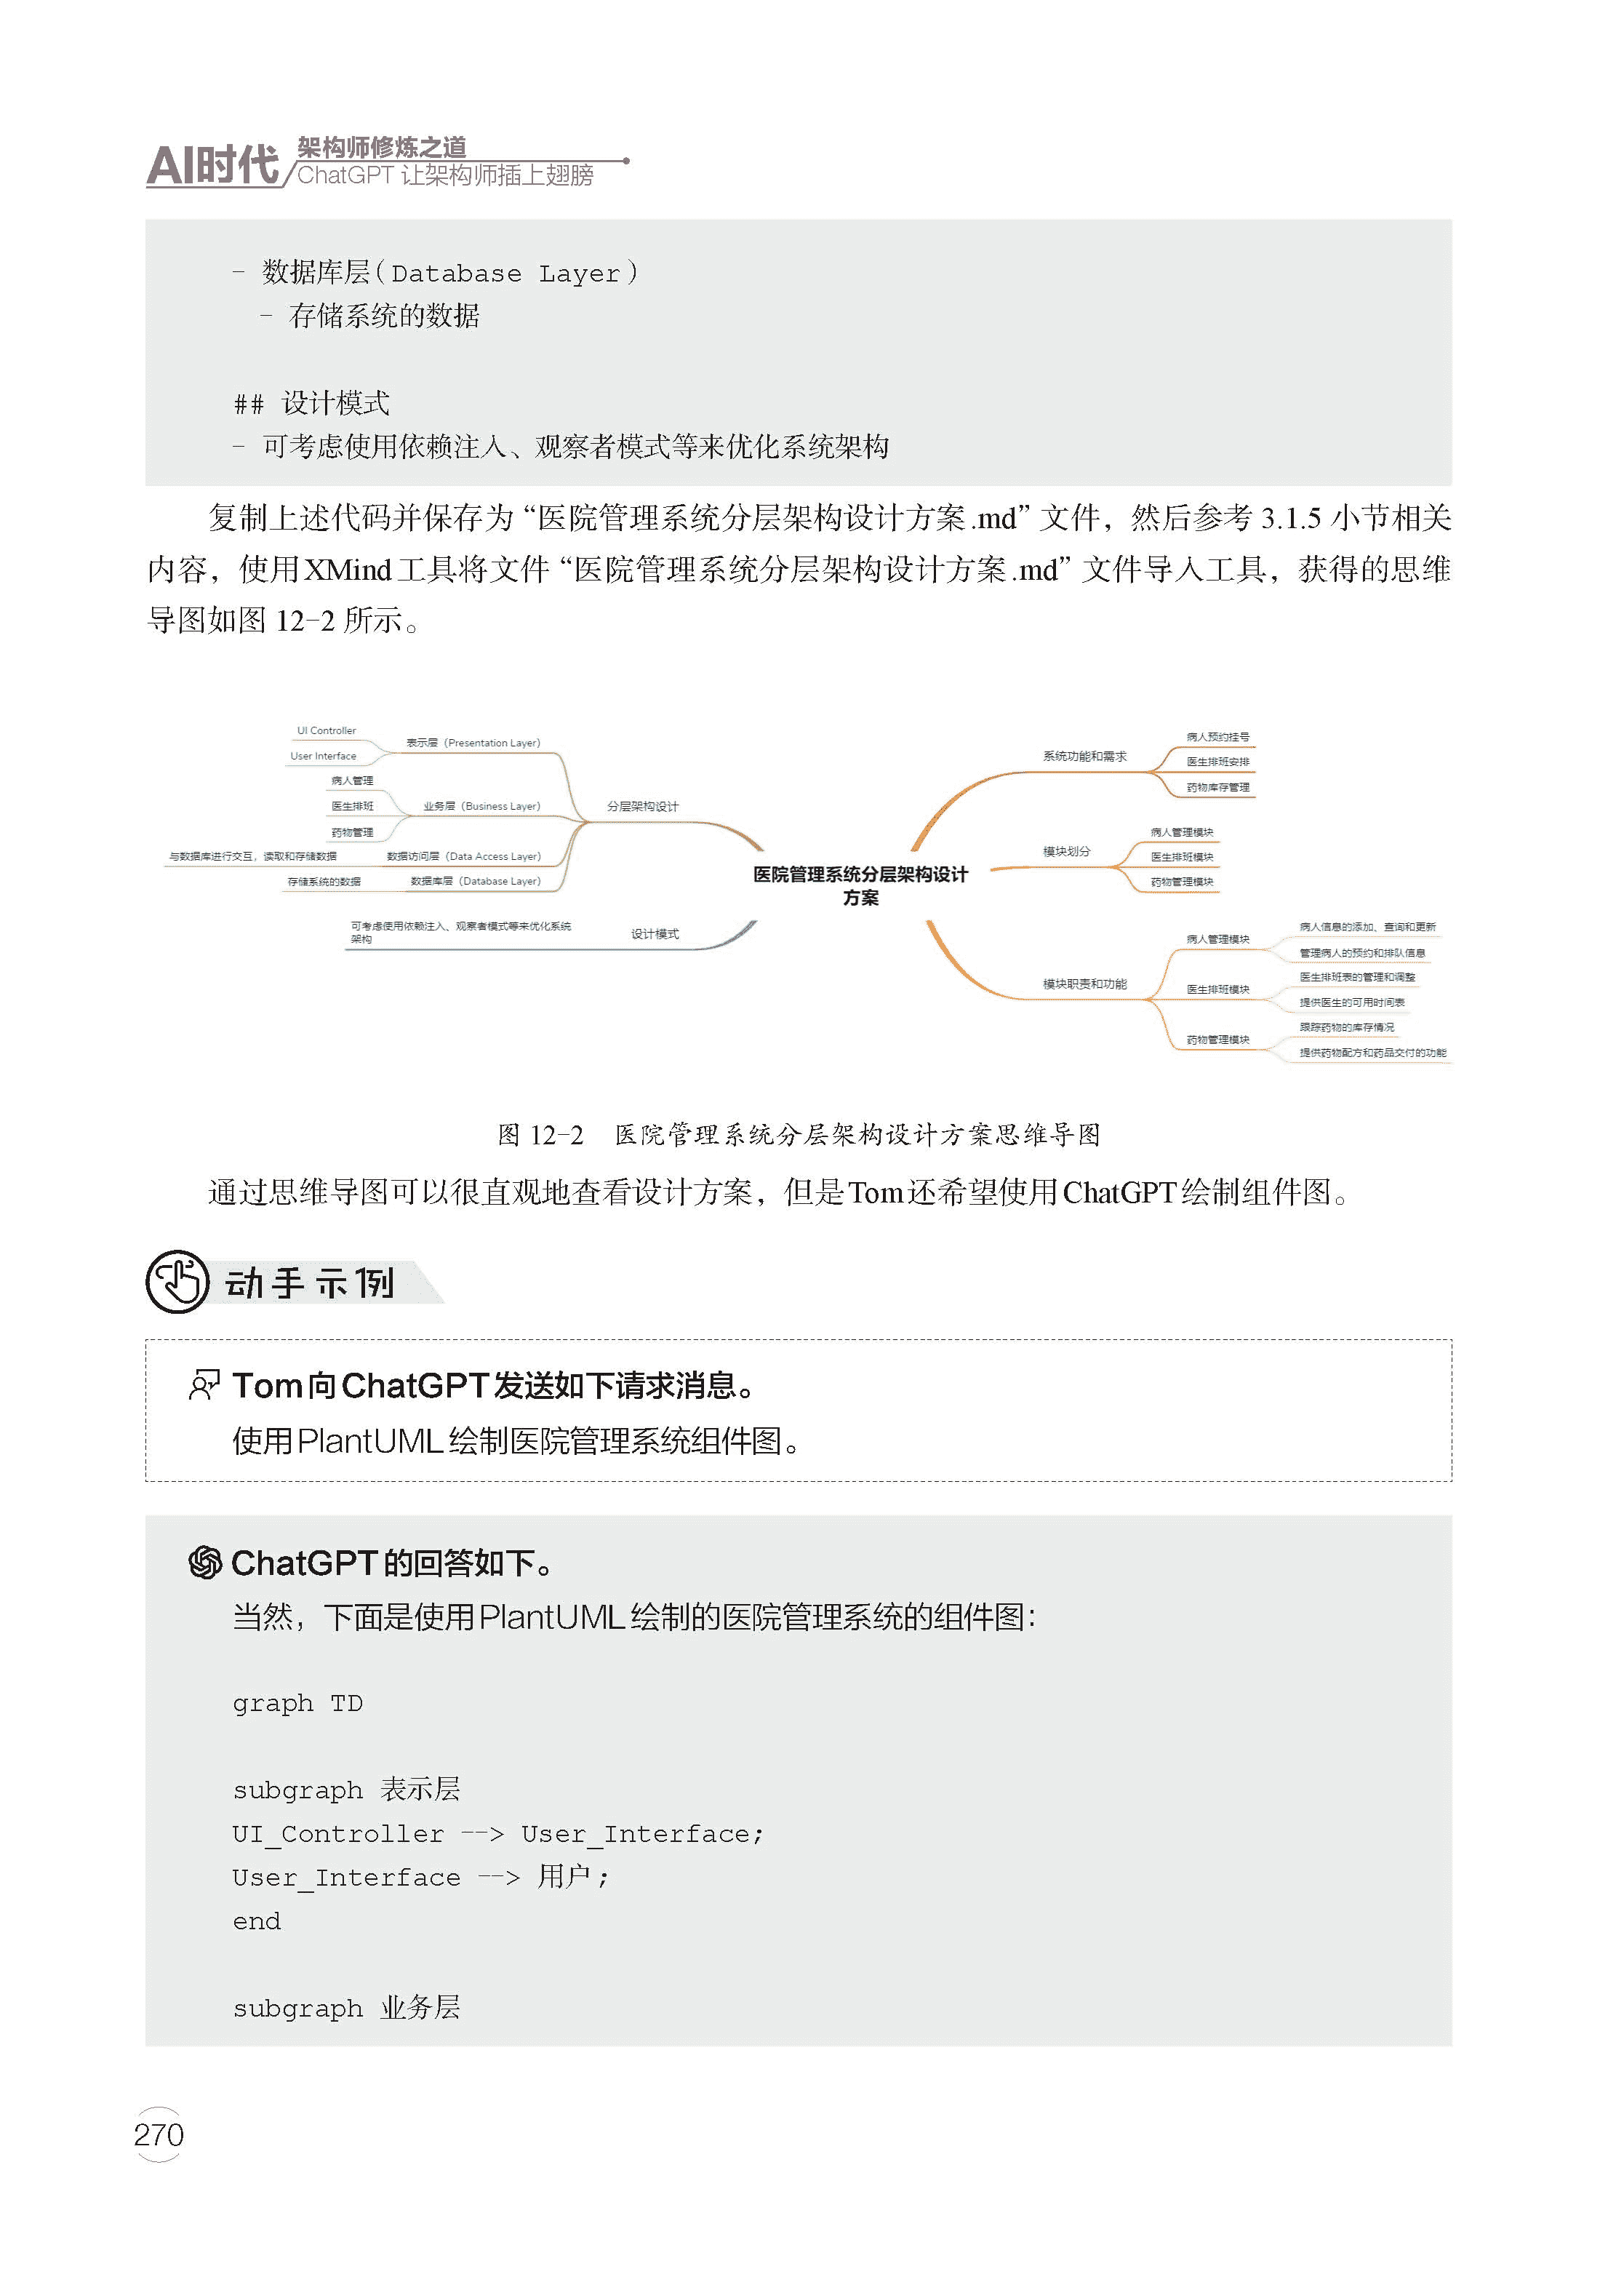 AI时代
架构师修炼之道
ChatGPT 让架构师插上翅膀
- 数据库层(Database Layer)
- 存储系统的数据
## 设计模式
- 可考虑使用依赖注入、观察者模式等来优化系统架构
复制上述代码并保存为“医院管理系统分层架构设计方案.md”文件，然后参考 3.1.5 小节相关
内容，使用XMind工具将文件“医院管理系统分层架构设计方案.md”文件导入工具，获得的思维
导图如图 12-2 所示。
UI Controller
User Interface
表示层 (Presentation Layer)
病人管理
医生排班
药物管理
业务层 (Business Layer)
与数据库进行交互，读取和存储数据
数据访问层 (Data Access Layer)
存储系统的数据
数据库层 (Database Layer)
分层架构设计
可考虑使用依赖注入、观察者模式等来优化系统
架构
设计模式
医院管理系统分层架构设计
方案
系统功能和需求
病人预约挂号
医生排班安排
药物库存管理
模块划分
病人管理模块
医生排班模块
药物管理模块
模块职责和功能
病人管理模块
病人信息的添加、查询和更新
管理病人的预约和排队信息
医生排班模块
医生排班表的管理和调整
提供医生的可用时间表
药物管理模块
跟踪药物的库存情况
提供药物配方和药品交付的功能
图 12-2 医院管理系统分层架构设计方案思维导图
通过思维导图可以很直观地查看设计方案，但是Tom还希望使用ChatGPT绘制组件图。
动手示例
Tom向ChatGPT发送如下请求消息。
使用PlantUML绘制医院管理系统组件图。
ChatGPT的回答如下。
当然，下面是使用PlantUML绘制的医院管理系统的组件图：
graph TD
subgraph 表示层
UI_Controller --> User_Interface;
User_Interface --> 用户;
end
subgraph 业务层
270